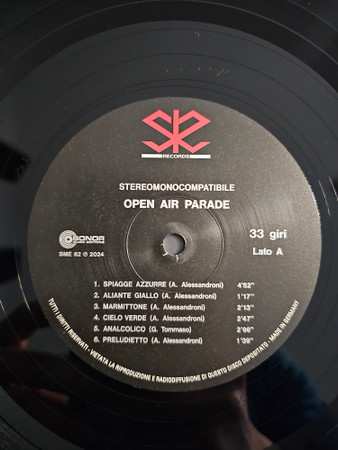 RECORDS
STEREOMONOCOMPATIBILE
OPEN AIR PARADE
33 giri
SONOR
SME 82 ℗ 2024
Lato A
1. SPIAGGE AZZURRE (A. Alessandroni) 4'52"
2. ALIANTE GIALLO (A. Alessandroni) 1'17"
3. MARMITTONE (A. Alessandroni) 2'13"
4. CIELO VERDE (A. Alessandroni) 2'47"
5. ANALCOLICO (G. Tommaso) 2'06"
6. PRELUDIETTO (A. Alessandroni) 1'39"
TUTTI I DIRITTI RISERVATI - VIETATA LA RIPRODUZIONE E RADIODIFFUSIONE DI QUESTO DISCO DEPOSITATO - MADE IN GERMANY